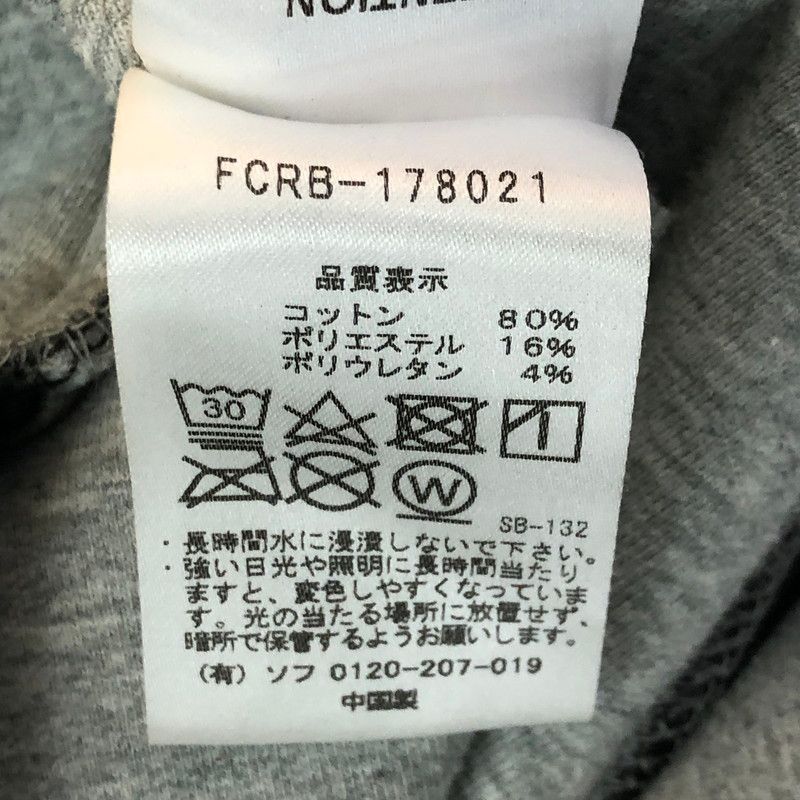 FCRB-178021
品質表示
コットン 80%
ポリエステル 16%
ポリウレタン 4%
30
W
SB-132
・長時間水に浸漬しないで下さい。
・強い日光や照明に長時間当たり
ますと、変色しやすくなっていま
す。光の当たる場所に放置せず、
暗所で保管するようお願いします。
(有) ソフ 0120-207-019
中国製